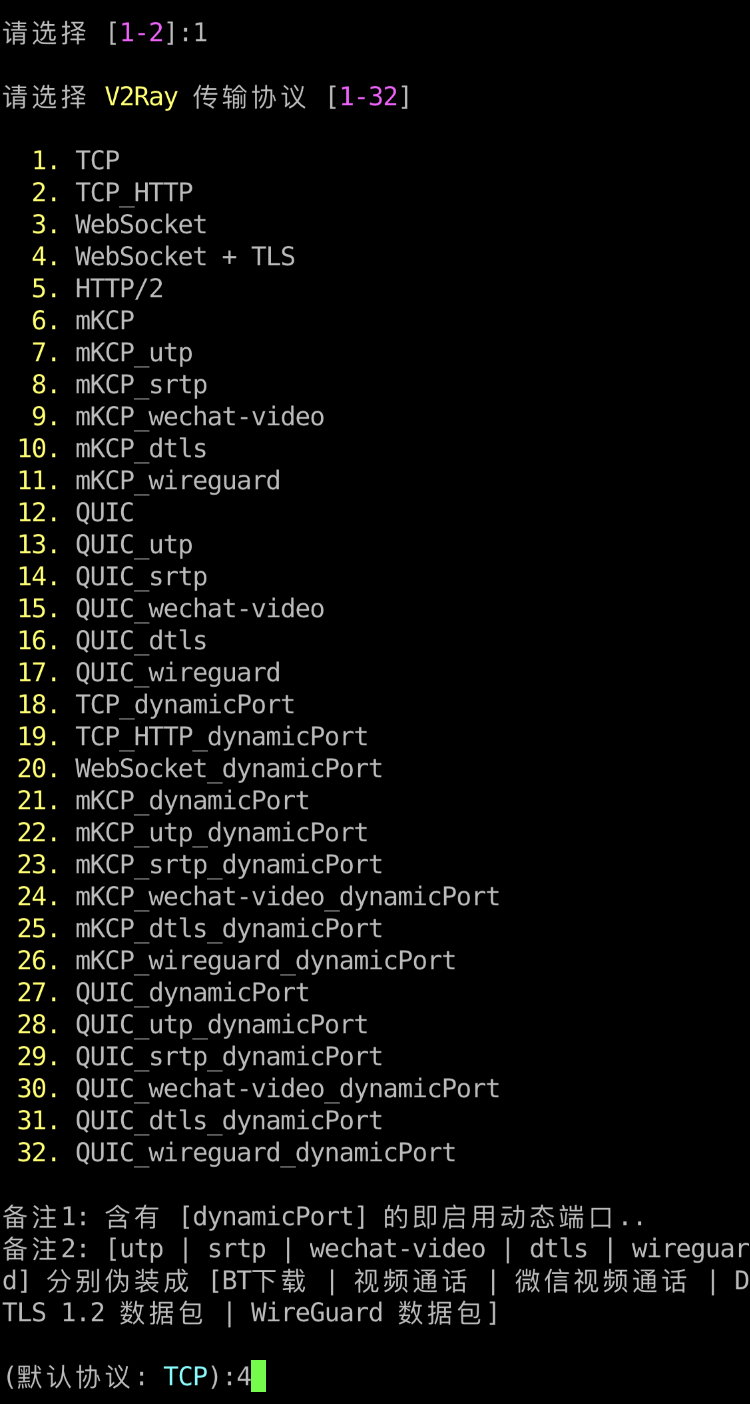 请选择 [1-2]:1
请选择 V2Ray 传输协议 [1-32]
1. TCP
2. TCP_HTTP
3. WebSocket
4. WebSocket + TLS
5. HTTP/2
6. mKCP
7. mKCP_utp
8. mKCP_srtp
9. mKCP_wechat-video
10. mKCP_dtls
11. mKCP_wireguard
12. QUIC
13. QUIC_utp
14. QUIC_srtp
15. QUIC_wechat-video
16. QUIC_dtls
17. QUIC_wireguard
18. TCP_dynamicPort
19. TCP_HTTP_dynamicPort
20. WebSocket_dynamicPort
21. mKCP_dynamicPort
22. mKCP_utp_dynamicPort
23. mKCP_srtp_dynamicPort
24. mKCP_wechat-video_dynamicPort
25. mKCP_dtls_dynamicPort
26. mKCP_wireguard_dynamicPort
27. QUIC_dynamicPort
28. QUIC_utp_dynamicPort
29. QUIC_srtp_dynamicPort
30. QUIC_wechat-video_dynamicPort
31. QUIC_dtls_dynamicPort
32. QUIC_wireguard_dynamicPort
备注1: 含有 [dynamicPort] 的即启用动态端口..
备注2: [utp | srtp | wechat-video | dtls | wireguar
d] 分别伪装成 [BT下载 | 视频通话 | 微信视频通话 | D
TLS 1.2 数据包 | WireGuard 数据包]
(默认协议: TCP):4